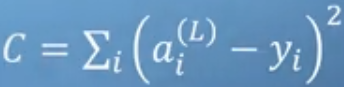 C = ∑ᵢ (aᵢ⁽ᴸ⁾ − yᵢ)²